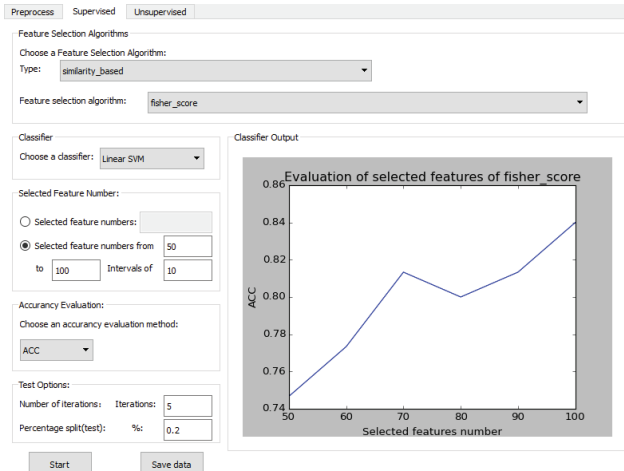 Preprocess Supervised Unsupervised
Feature Selection Algorithms
Choose a Feature Selection Algorithm:
Type: similarity_based
Feature selection algorithm: fisher_score
Classifier
Choose a classifier: Linear SVM
Selected Feature Number:
Selected feature numbers:
Selected feature numbers from 50
to 100 Intervals of 10
Accurancy Evaluation:
Choose an accurancy evaluation method:
ACC
Test Options:
Number of iterations: Iterations: 5
Percentage split(test): %: 0.2
Start Save data
Classifier Output
Evaluation of selected features of fisher_score
0.86
0.84
0.82
0.80
0.78
0.76
0.74
ACC
50 60 70 80 90 100
Selected features number